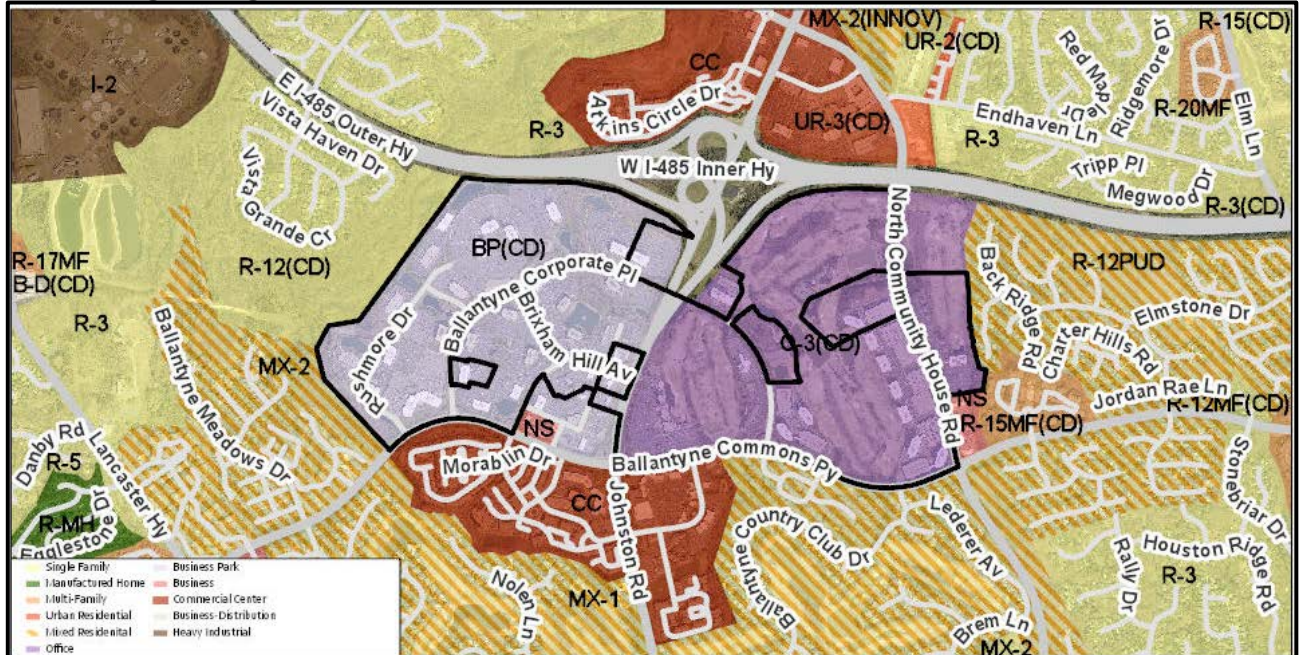 MX-2(INNOV)
R-15(CD)
UR-2(CD)
CC
Red Maple Dr
Ridgemore Dr
I-2
E I-485 Outer Hy
Vista Haven Dr
Atkins Circle Dr
R-3
UR-3(CD)
Endhaven Ln
R-3
R-20MF
Elm Ln
W I-485 Inner Hy
Tripp Pl
Megwood Dr
R-3(CD)
Vista Grande Cr
BP(CD)
North Community House Rd
R-17MF
B-D(CD)
R-12(CD)
Ballantyne Corporate Pl
Back Ridge Rd
R-12PUD
R-3
Ballantyne Meadows Dr
Rushmore Dr
Brixham Hill Av
O-3(CD)
Charter Hills Rd
Elmstone Dr
MX-2
Jordan Rae Ln
NS
NS
R-15MF(CD)
R-12MF(CD)
Danby Rd
Lancaster Hy
R-5
Morablin Dr
Ballantyne Commons Py
Stonebriar Dr
R-MH
Eggleston Dr
CC
Johnston Rd
Ballantyne Country Club Dr
Lederer Av
Rally Dr
Houston Ridge Rd
R-3
Nolen Ln
MX-1
Brem Ln
MX-2
Single Family
Manufactured Home
Multi-Family
Urban Residential
Mixed Residenital
Office
Business Park
Business
Commercial Center
Business-Distribution
Heavy Industrial